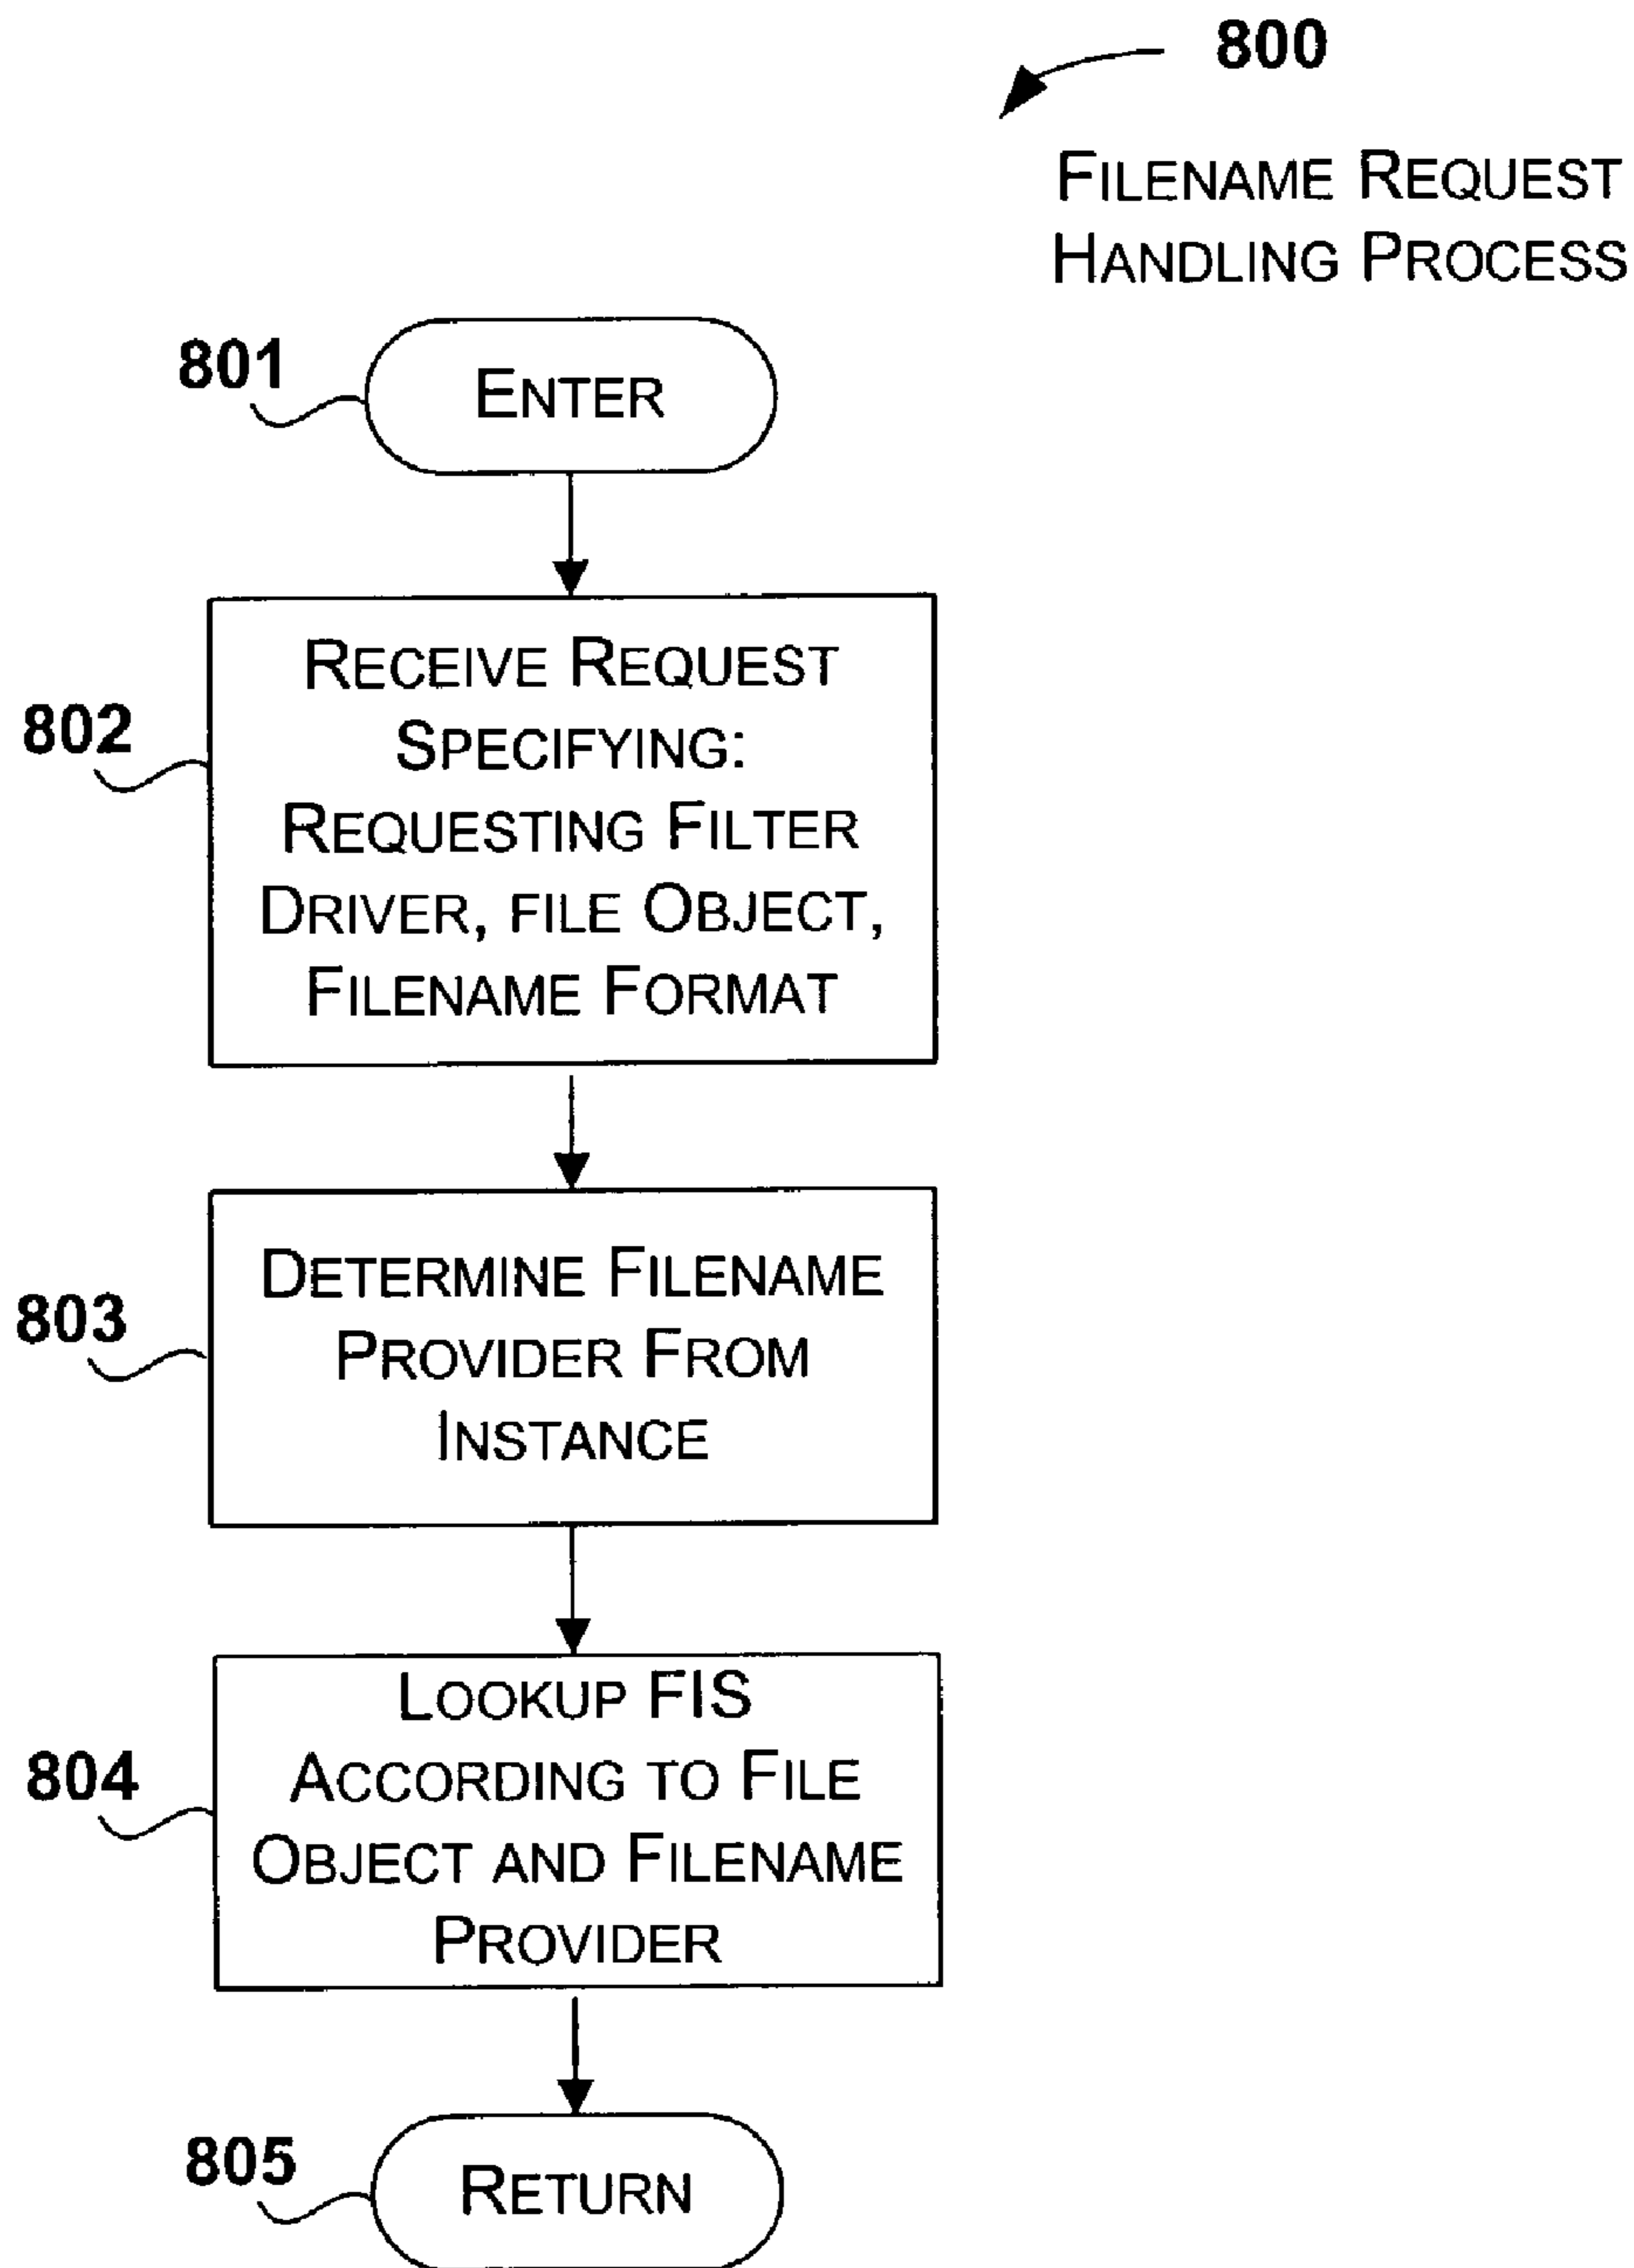 800
FILENAME REQUEST
HANDLING PROCESS
801
ENTER
802
RECEIVE REQUEST
SPECIFYING:
REQUESTING FILTER
DRIVER, FILE OBJECT,
FILENAME FORMAT
803
DETERMINE FILENAME
PROVIDER FROM
INSTANCE
804
LOOKUP FIS
ACCORDING TO FILE
OBJECT AND FILENAME
PROVIDER
805
RETURN